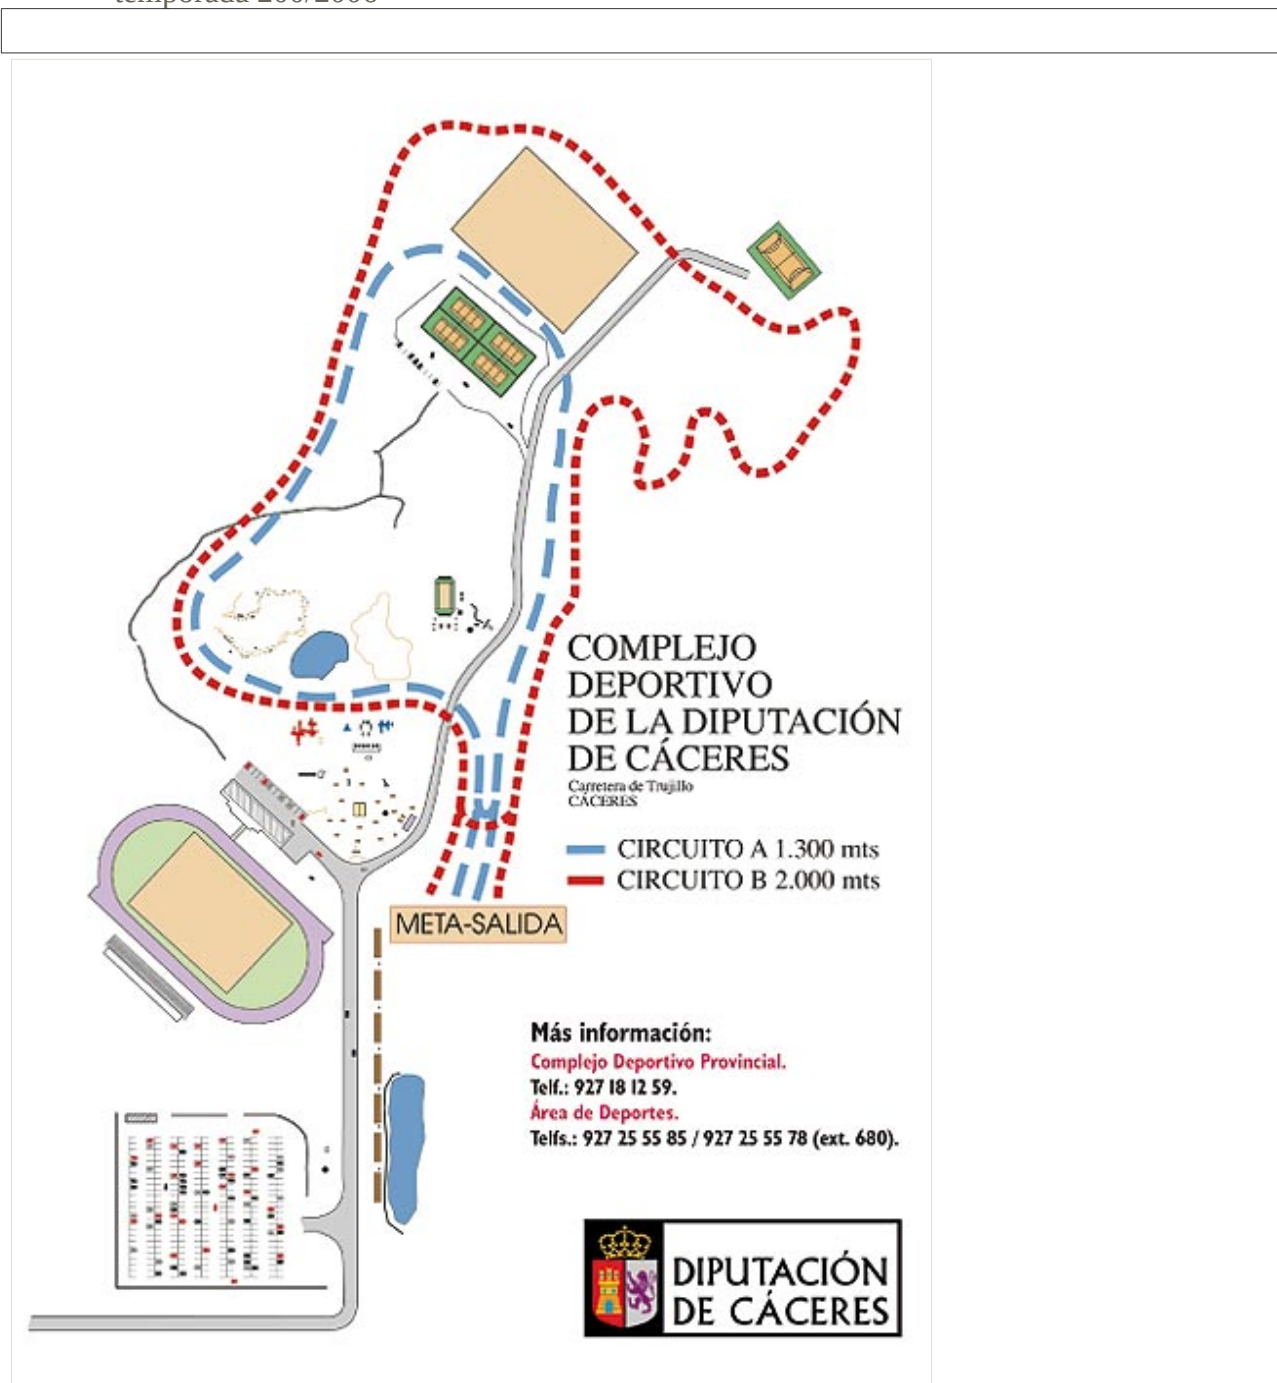 COMPLEJO
DEPORTIVO
DE LA DIPUTACIÓN
DE CÁCERES
Carretera de Trujillo
CÁCERES
CIRCUITO A 1.300 mts
CIRCUITO B 2.000 mts
META-SALIDA
Más información:
Complejo Deportivo Provincial.
Telf.: 927 18 12 59.
Área de Deportes.
Telfs.: 927 25 55 85 / 927 25 55 78 (ext. 680).
DIPUTACIÓN
DE CÁCERES